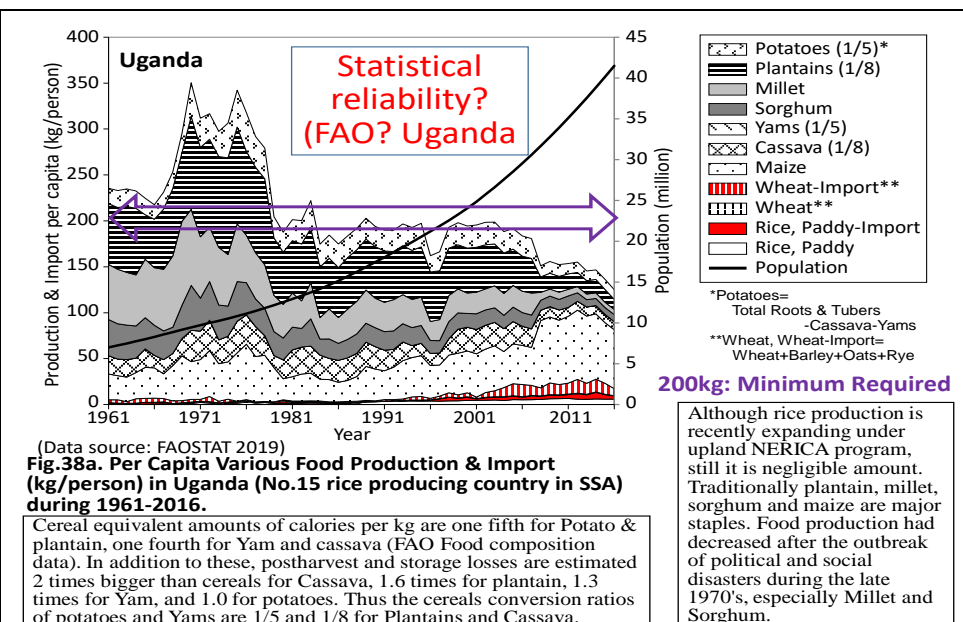 Uganda
Statistical
reliability?
(FAO? Uganda
400
350
300
250
200
150
100
50
0
Production & Import per capita (kg/person)
45
40
35
30
25
20
15
10
5
0
Population (million)
1961
1971
1981
1991
2001
2011
Year
Potatoes (1/5)*
Plantains (1/8)
Millet
Sorghum
Yams (1/5)
Cassava (1/8)
Maize
Wheat-Import**
Wheat**
Rice, Paddy-Import
Rice, Paddy
Population
*Potatoes=
Total Roots & Tubers
-Cassava-Yams
**Wheat, Wheat-Import=
Wheat+Barley+Oats+Rye
200kg: Minimum Required
(Data source: FAOSTAT 2019)
Fig.38a. Per Capita Various Food Production & Import
(kg/person) in Uganda (No.15 rice producing country in SSA)
during 1961-2016.
Cereal equivalent amounts of calories per kg are one fifth for Potato &
plantain, one fourth for Yam and cassava (FAO Food composition
data). In addition to these, postharvest and storage losses are estimated
2 times bigger than cereals for Cassava, 1.6 times for plantain, 1.3
times for Yam, and 1.0 for potatoes. Thus the cereals conversion ratios
of potatoes and Yams are 1/5 and 1/8 for Plantains and Cassava.
Although rice production is
recently expanding under
upland NERICA program,
still it is negligible amount.
Traditionally plantain, millet,
sorghum and maize are major
staples. Food production had
decreased after the outbreak
of political and social
disasters during the late
1970's, especially Millet and
Sorghum.